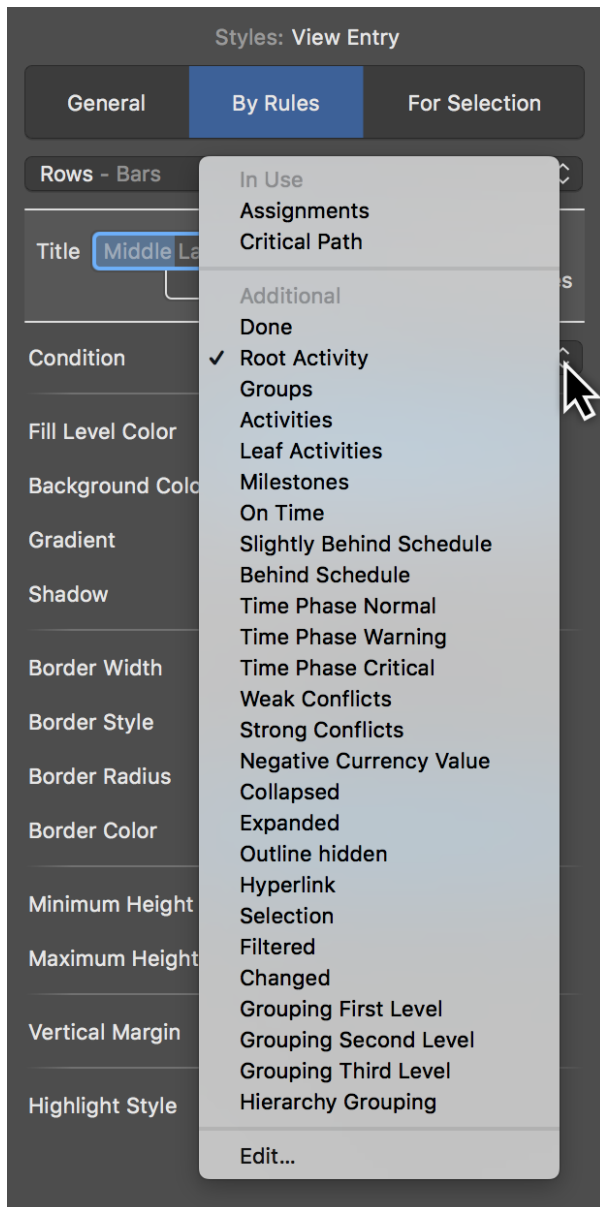 Styles: View Entry
General By Rules For Selection
Rows - Bars
In Use
Assignments
Title Middle
Critical Path
Additional
Done
Condition ✓ Root Activity
Groups
Activities
Fill Level Color
Leaf Activities
Background
Milestones
On Time
Gradient
Slightly Behind Schedule
Behind Schedule
Shadow
Time Phase Normal
Time Phase Warning
Border Width
Time Phase Critical
Weak Conflicts
Border Style
Strong Conflicts
Negative Currency Value
Border Radius
Collapsed
Border Color
Expanded
Outline hidden
Hyperlink
Minimum Height
Selection
Filtered
Maximum Height
Changed
Grouping First Level
Vertical Margin
Grouping Second Level
Grouping Third Level
Highlight Style
Hierarchy Grouping
Edit...